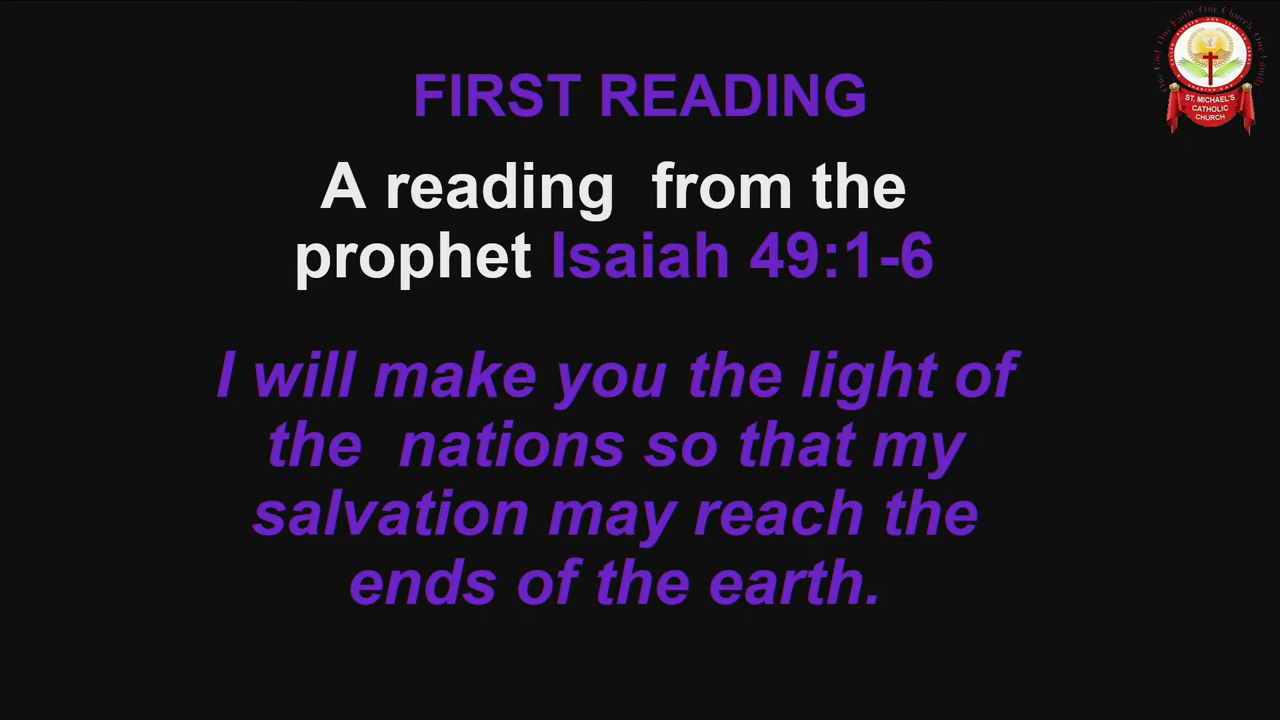 FIRST READING
A reading  from the
prophet Isaiah 49:1-6
I will make you the light of
the  nations so that my
salvation may reach the
ends of the earth.
ST. MICHAEL'S
CATHOLIC
CHURCH